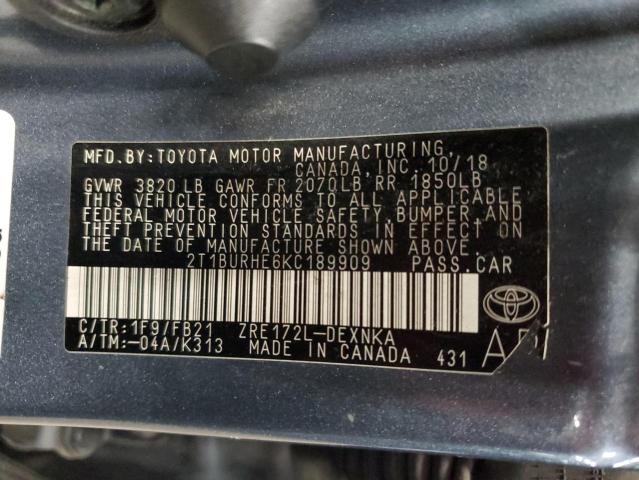 MFD.BY:TOYOTA MOTOR MANUFACTURING,
CANADA, INC. 10/18
GVWR 3820 LB GAWR FR 2070LB RR 1850LB
THIS VEHICLE CONFORMS TO ALL APPLICABLE
FEDERAL MOTOR VEHICLE SAFETY, BUMPER, AND
THEFT PREVENTION STANDARDS IN EFFECT ON
THE DATE OF MANUFACTURE SHOWN ABOVE.
2T1BURHE6KC189909 PASS.CAR
C/TR:1F9/FB21 ZRE172L-DEXNKA
A/TM:-04A/K313 MADE IN CANADA 431